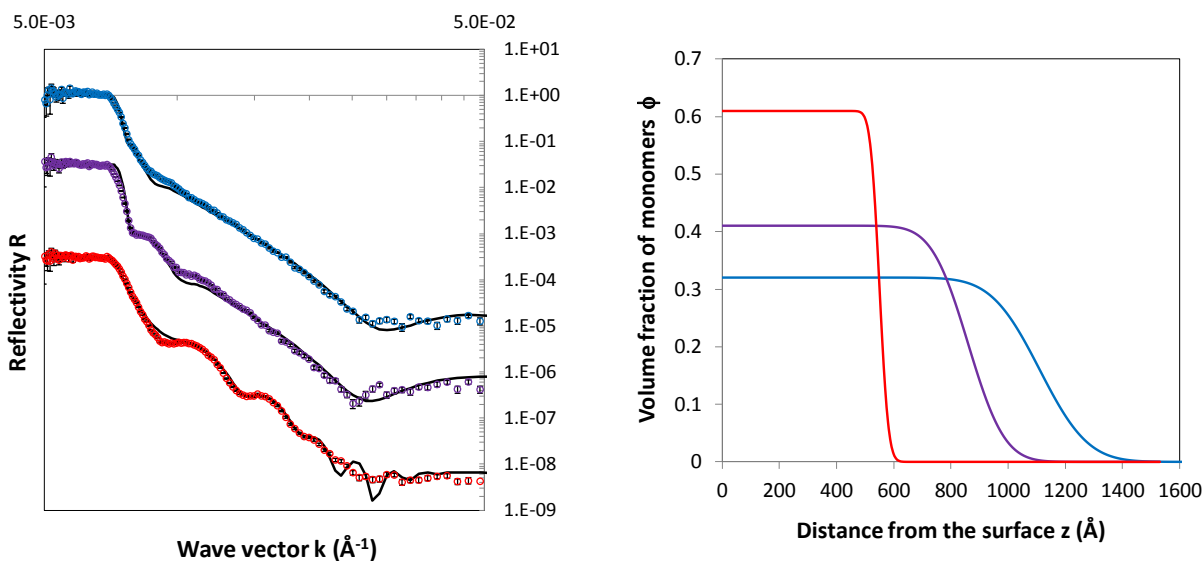 5.0E-03
5.0E-02
1.E+01
1.E+00
1.E-01
1.E-02
1.E-03
1.E-04
1.E-05
1.E-06
1.E-07
1.E-08
1.E-09
Reflectivity R
Wave vector k (Å-1)
0.7
0.6
0.5
0.4
0.3
0.2
0.1
0
Volume fraction of monomers ϕ
0 200 400 600 800 1000 1200 1400 1600
Distance from the surface z (Å)